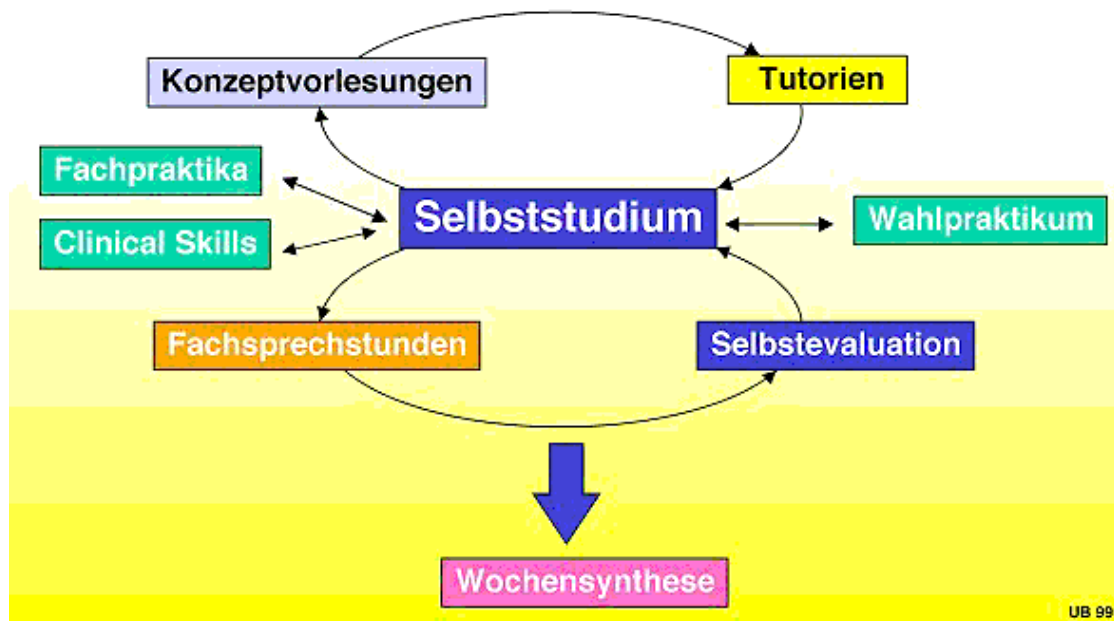 Konzeptvorlesungen
Tutorien
Fachpraktika
Selbststudium
Wahlpraktikum
Clinical Skills
Fachsprechstunden
Selbstevaluation
Wochensynthese
UB 99